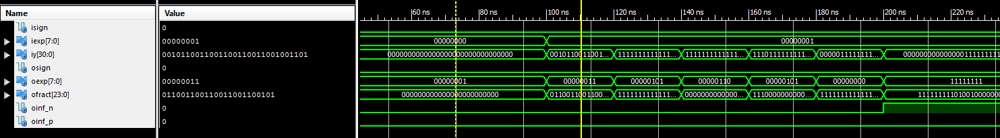 Name Value 60 ns 80 ns 100 ns 120 ns 140 ns 160 ns 180 ns 200 ns 220 ns
isign 0
iexp[7:0] 00000001 00000000 00000001
iy[30:0] 0010110011001100110011001001101 0000000000000000000000000000000 0010110011001... 1111111111111... 1111111111111... 1110111111111... 0000011111111... 000000000000000011111111
osign 0
oexp[7:0] 00000011 00000001 00000011 00000101 00000110 00000101 00000000 11111111
ofract[23:0] 011001100110011001100101 000000000000000000000000 0110011001100... 1111111111111... 0000000000000... 1110000000000... 1111111111111... 11111111101001000000
oinf_n 0
oinf_p 0